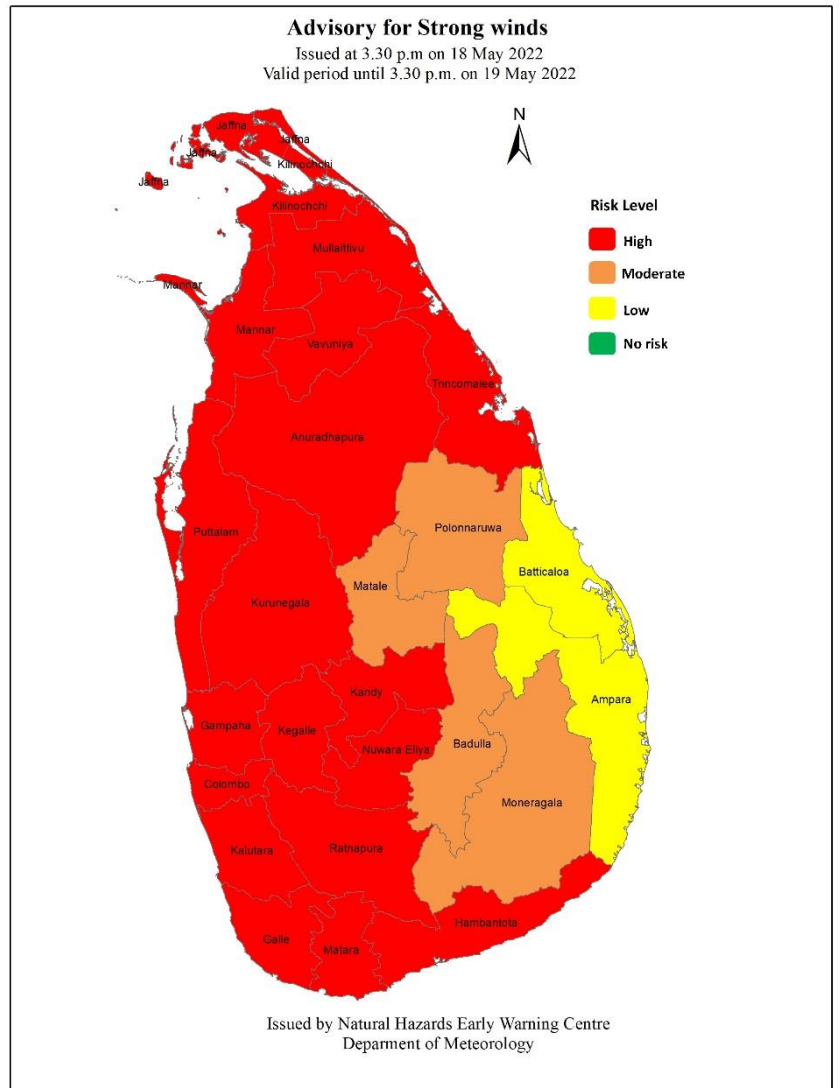 Advisory for Strong winds
Issued at 3.30 p.m on 18 May 2022
Valid period until 3.30 p.m. on 19 May 2022
N
Jaffna
Jaffna
Jaffna
Kilinochchi
Jaffna
Kilinochchi
Risk Level
High
Mullaittivu
Moderate
Mannar
Low
Mannar
Vavuniya
No risk
Trincomalee
Anuradhapura
Polonnaruwa
Puttalam
Batticaloa
Matale
Kurunegala
Kandy
Ampara
Gampaha
Kegalle
Nuwara Eliya
Badulla
Colombo
Moneragala
Kalutara
Ratnapura
Hambantota
Galle
Matara
Issued by Natural Hazards Early Warning Centre
Deparment of Meteorology